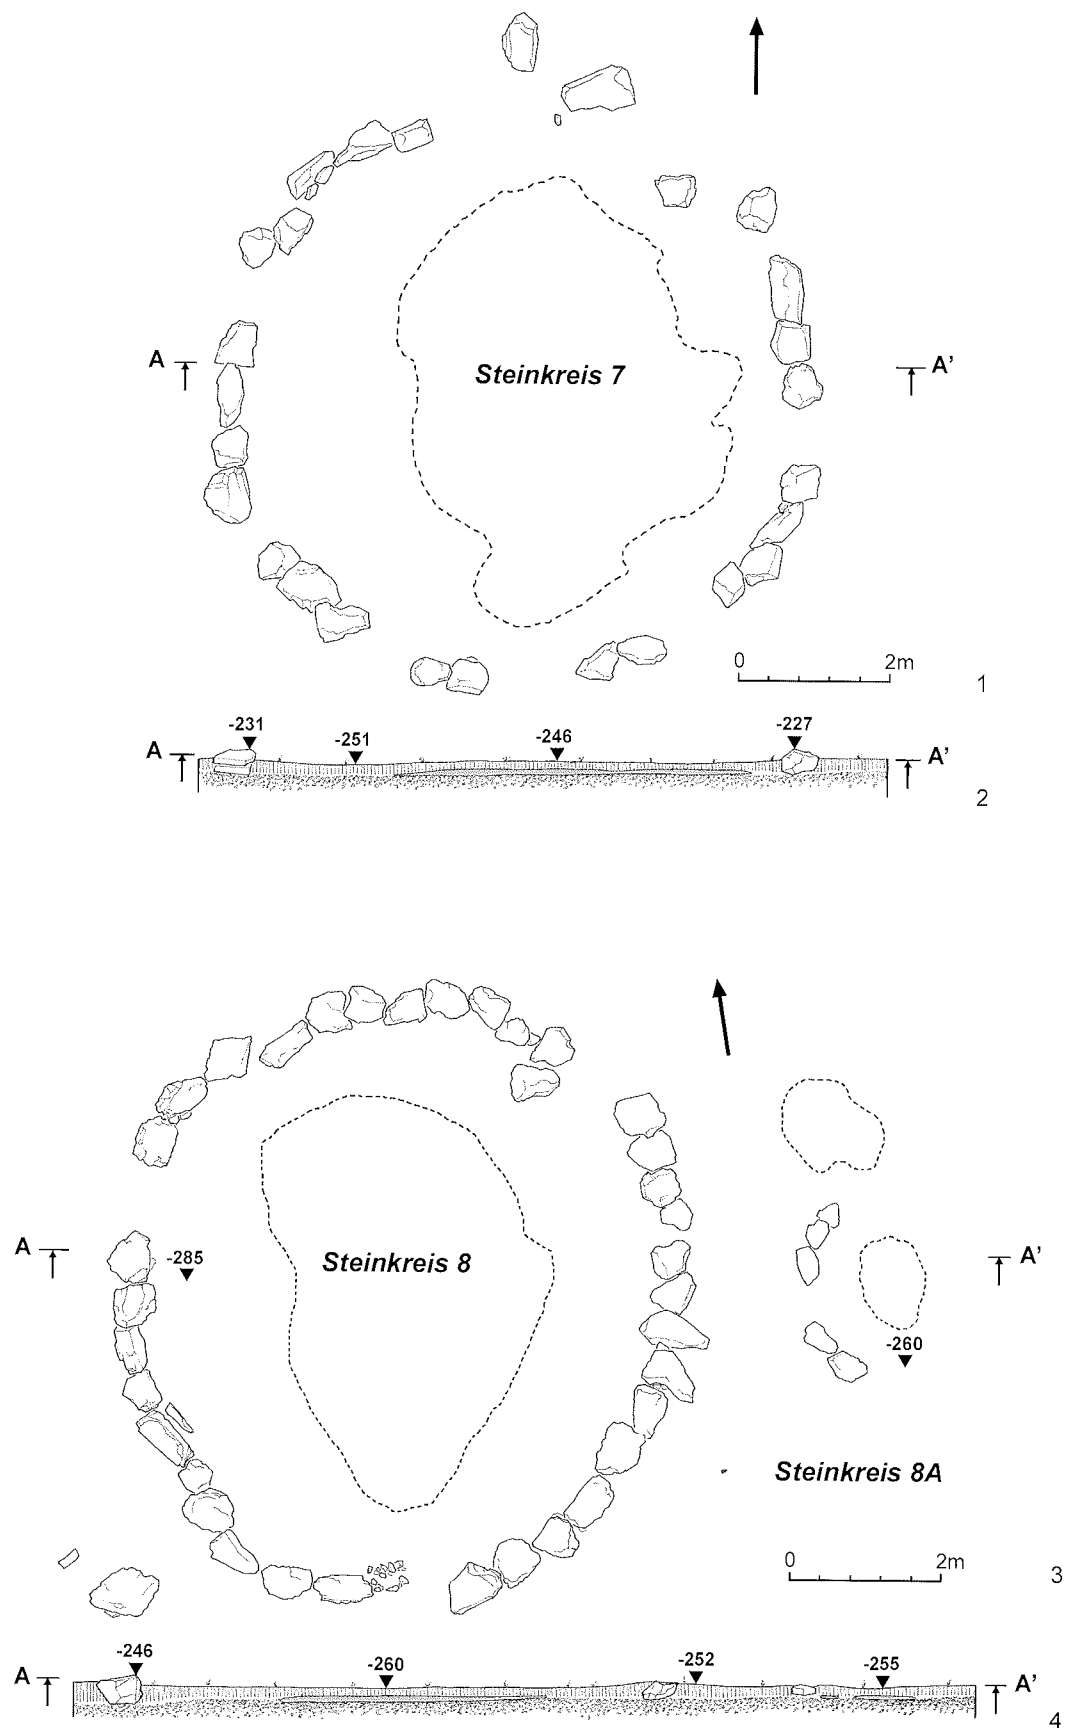 A A'
Steinkreis 7
0 2m
1
A -231 -251 -246 -227 A'
2
A -285 A'
Steinkreis 8
-260
Steinkreis 8A
0 2m
3
A -246 -260 -252 -255 A'
4